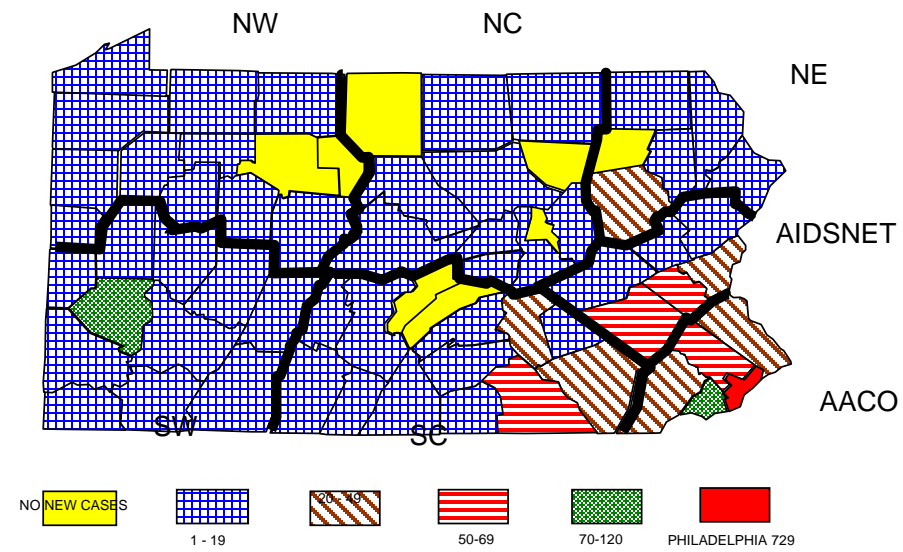 NW
NC
NE
AIDSNET
AACO
SW
SC
NO NEW CASES
1 - 19
20 - 49
50-69
70-120
PHILADELPHIA 729